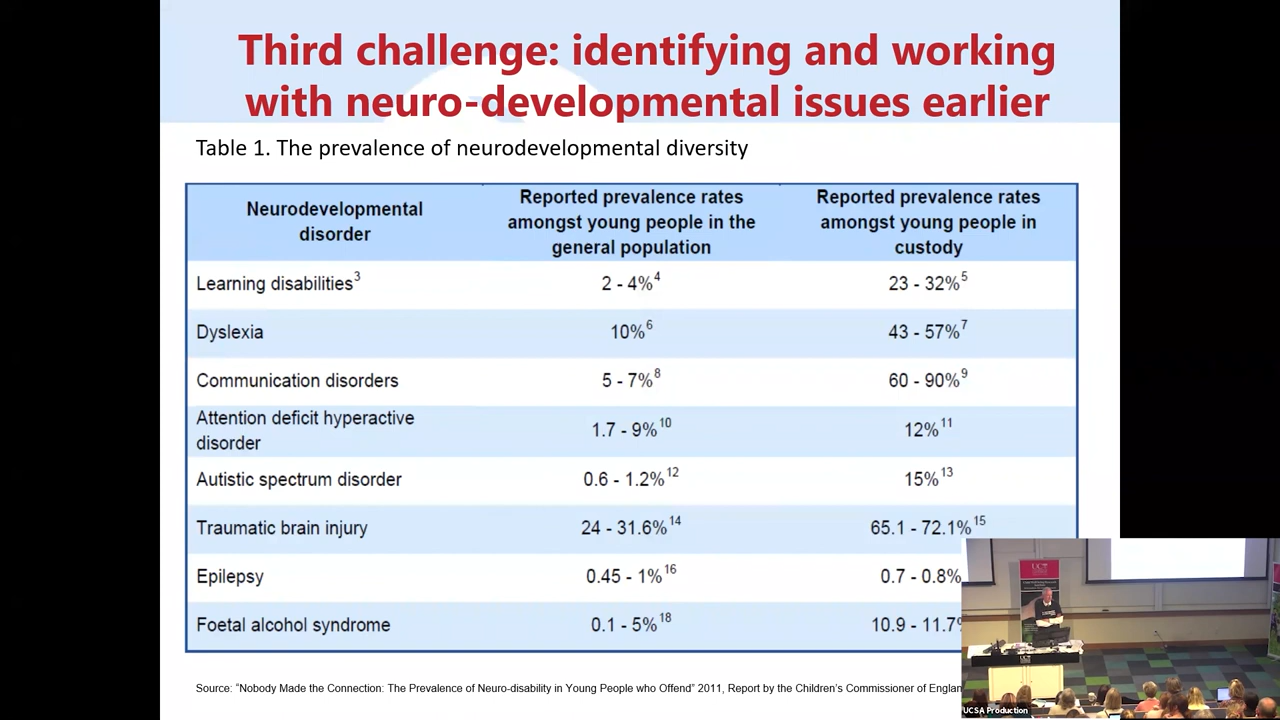 Third challenge: identifying and working
with neuro-developmental issues earlier
Table 1. The prevalence of neurodevelopmental diversity
Neurodevelopmental
disorder
Reported prevalence rates
amongst young people in the
general population
Reported prevalence rates
amongst young people in
custody
Learning disabilities³ 2 - 4%⁴ 23 - 32%⁵
Dyslexia 10%⁶ 43 - 57%⁷
Communication disorders 5 - 7%⁸ 60 - 90%⁹
Attention deficit hyperactive
disorder 1.7 - 9%¹⁰ 12%¹¹
Autistic spectrum disorder 0.6 - 1.2%¹² 15%¹³
Traumatic brain injury 24 - 31.6%¹⁴ 65.1 - 72.1%¹⁵
Epilepsy 0.45 - 1%¹⁶ 0.7 - 0.8%
Foetal alcohol syndrome 0.1 - 5%¹⁸ 10.9 - 11.7%
Source: "Nobody Made the Connection: The Prevalence of Neuro-disability in Young People who Offend" 2011, Report by the Children's Commissioner of
UCT
UCSA Production